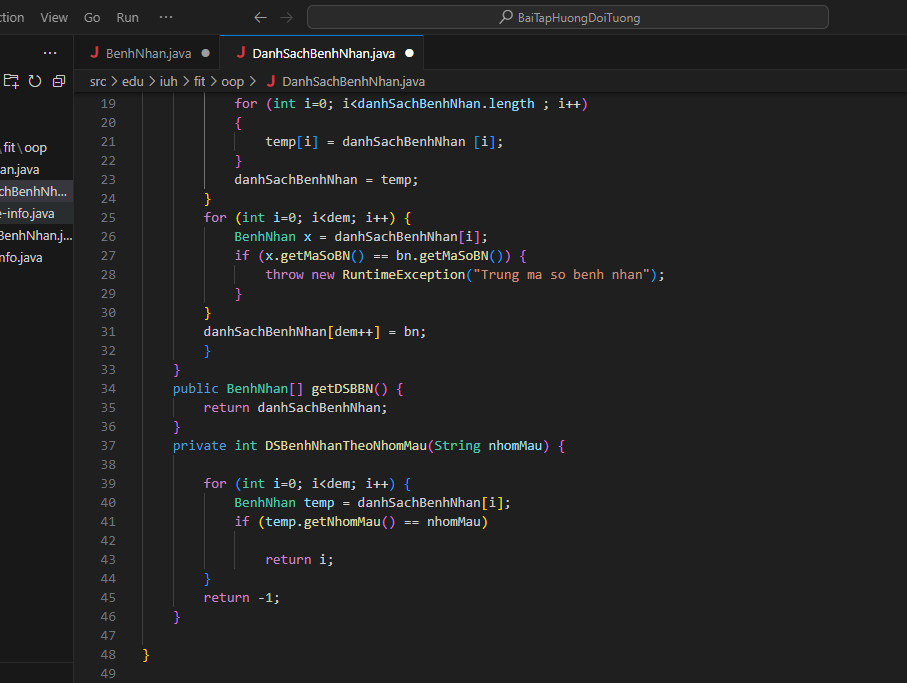 ction View Go Run ··· ← → BaiTapHuongDoiTuong
··· J BenhNhan.java ● J DanhSachBenhNhan.java ●
src > edu > iuh > fit > oop > J DanhSachBenhNhan.java
\fit\oop
an.java
achBenhNh...
e-info.java
BenhNhan.j...
nfo.java
19 for (int i=0; i<danhSachBenhNhan.length ; i++)
20 {
21 temp[i] = danhSachBenhNhan [i];
22 }
23 danhSachBenhNhan = temp;
24 }
25 for (int i=0; i<dem; i++) {
26 BenhNhan x = danhSachBenhNhan[i];
27 if (x.getMaSoBN() == bn.getMaSoBN()) {
28 throw new RuntimeException("Trung ma so benh nhan");
29 }
30 }
31 danhSachBenhNhan[dem++] = bn;
32 }
33 }
34 public BenhNhan[] getDSBBN() {
35 return danhSachBenhNhan;
36 }
37 private int DSBenhNhanTheoNhomMau(String nhomMau) {
38
39 for (int i=0; i<dem; i++) {
40 BenhNhan temp = danhSachBenhNhan[i];
41 if (temp.getNhomMau() == nhomMau)
42
43 return i;
44 }
45 return -1;
46 }
47
48 }
49